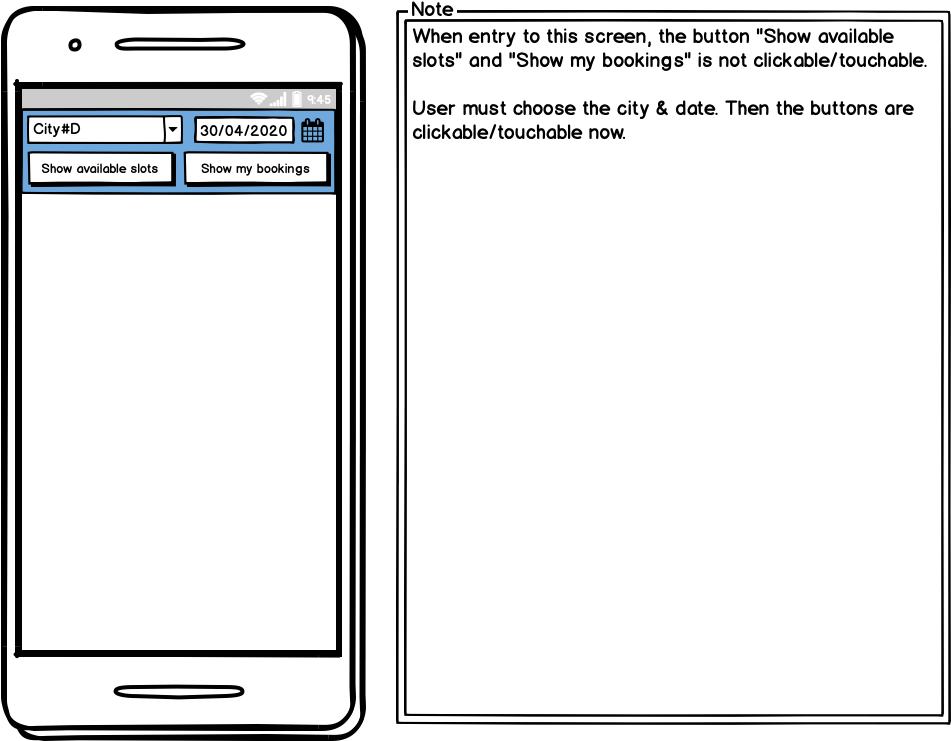 Note
9:45
City#D
30/04/2020
Show available slots
Show my bookings
When entry to this screen, the button "Show available
slots" and "Show my bookings" is not clickable/touchable.
User must choose the city & date. Then the buttons are
clickable/touchable now.